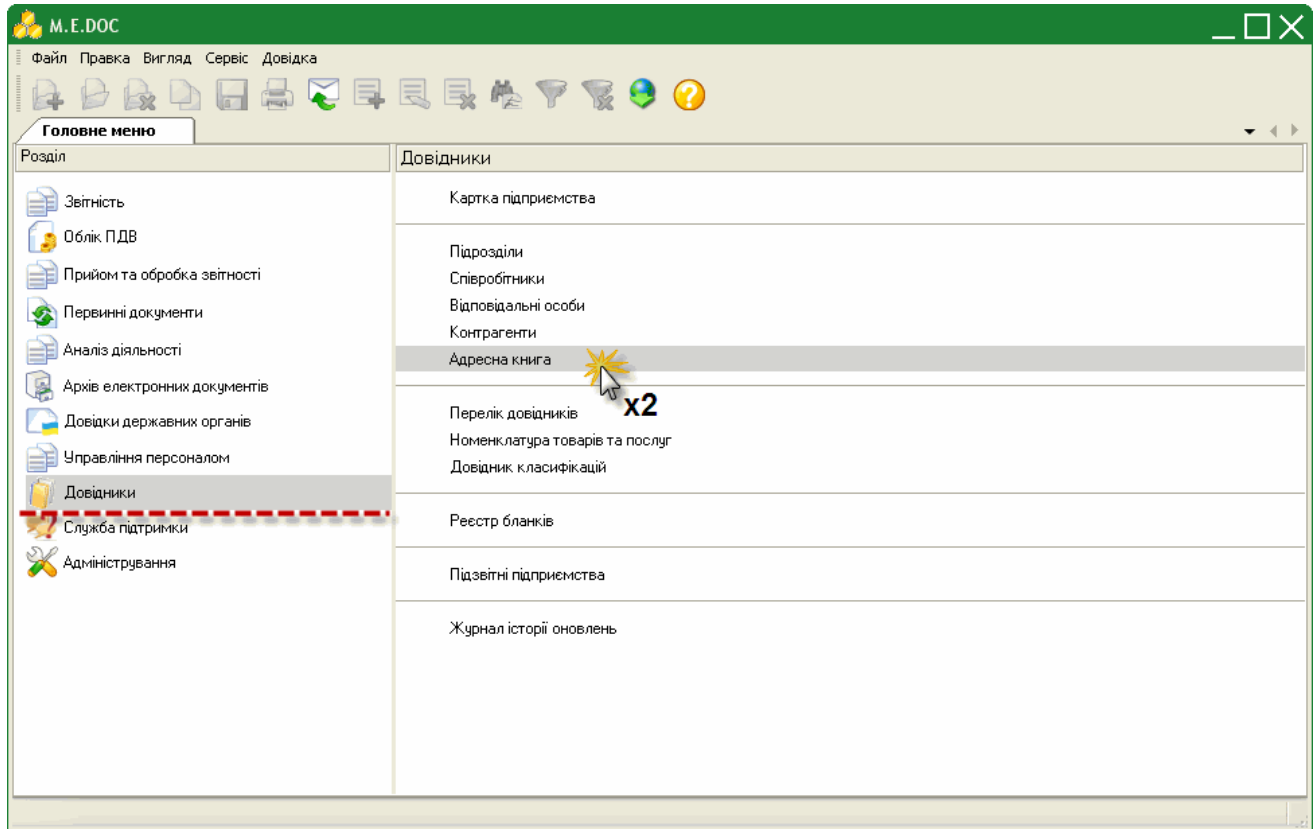 M.E.DOC
Файл Правка Вигляд Сервіс Довідка
Головне меню
Розділ
Звітність
Облік ПДВ
Прийом та обробка звітності
Первинні документи
Аналіз діяльності
Архів електронних документів
Довідки державних органів
Управління персоналом
Довідники
Служба підтримки
Адміністрування
Довідники
Картка підприємства
Підрозділи
Співробітники
Відповідальні особи
Контрагенти
Адресна книга
x2
Перелік довідників
Номенклатура товарів та послуг
Довідник класифікацій
Реєстр бланків
Підзвітні підприємства
Журнал історії оновлень